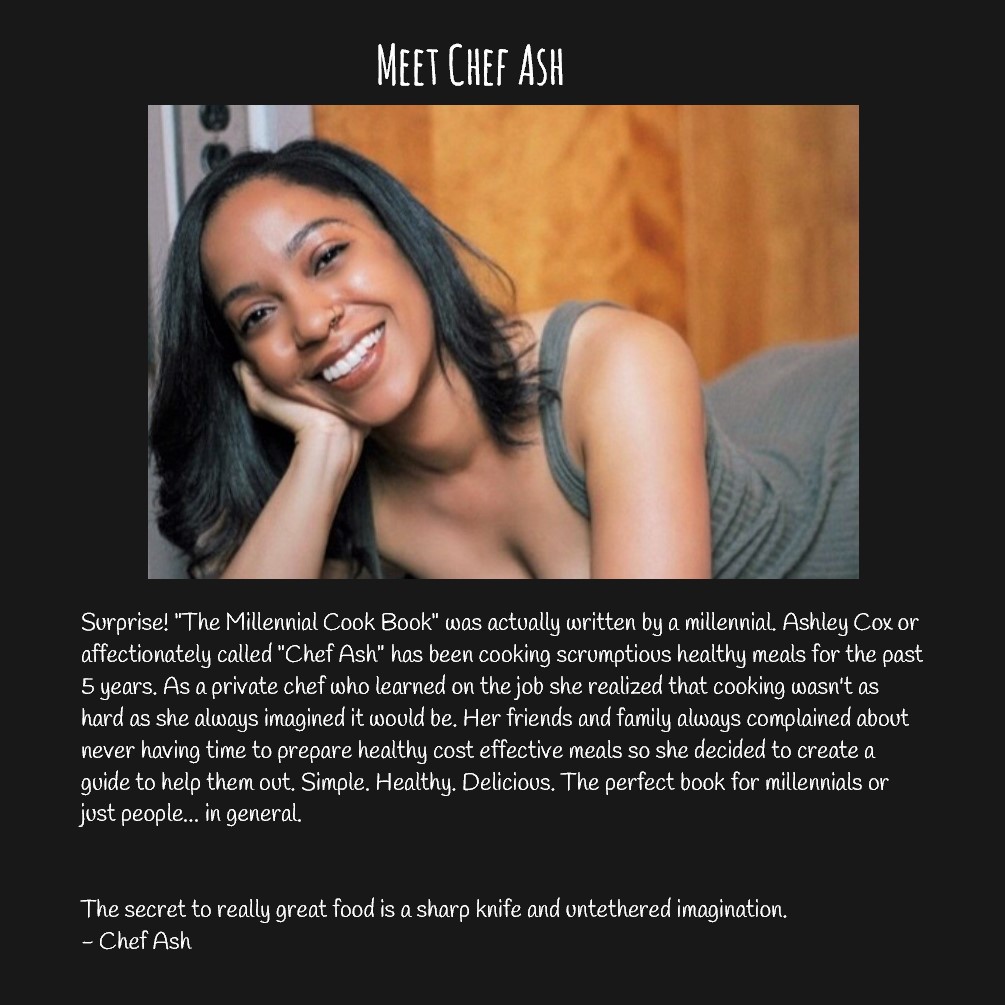 Meet Chef Ash
Surprise! "The Millennial Cook Book" was actually written by a millennial. Ashley Cox or
affectionately called "Chef Ash" has been cooking scrumptious healthy meals for the past
5 years. As a private chef who learned on the job she realized that cooking wasn't as
hard as she always imagined it would be. Her friends and family always complained about
never having time to prepare healthy cost effective meals so she decided to create a
guide to help them out. Simple. Healthy. Delicious. The perfect book for millennials or
just people... in general.
The secret to really great food is a sharp knife and untethered imagination.
- Chef Ash